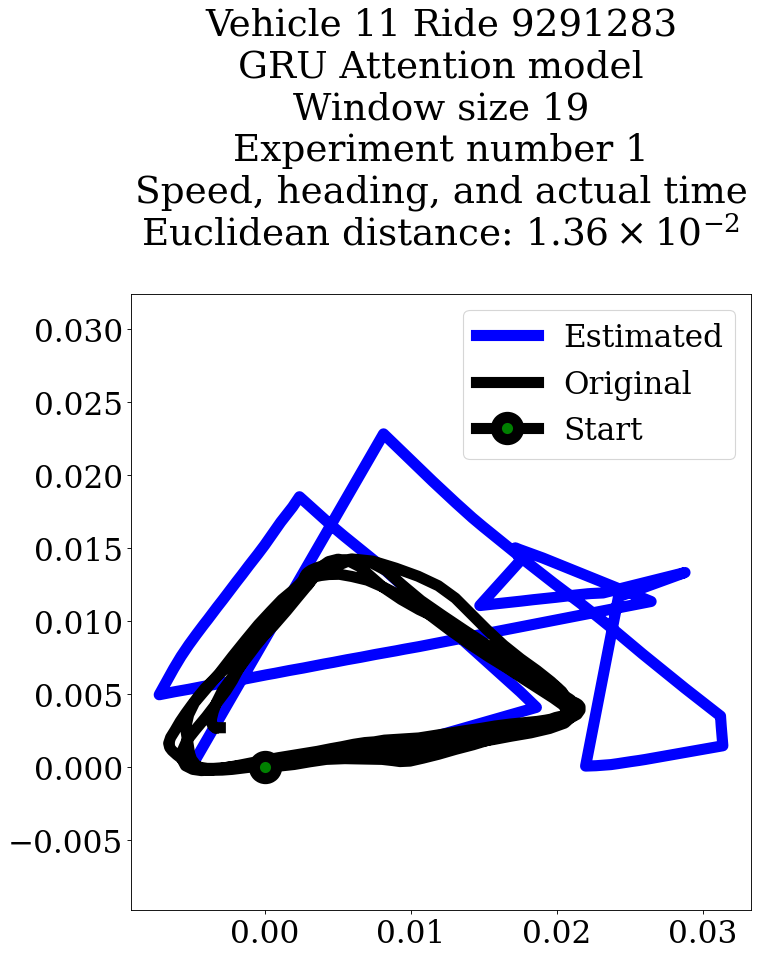 Vehicle 11 Ride 9291283
GRU Attention model
Window size 19
Experiment number 1
Speed, heading, and actual time
Euclidean distance: 1.36 × 10⁻²
Estimated
Original
Start
0.030
0.025
0.020
0.015
0.010
0.005
0.000
−0.005
0.00 0.01 0.02 0.03